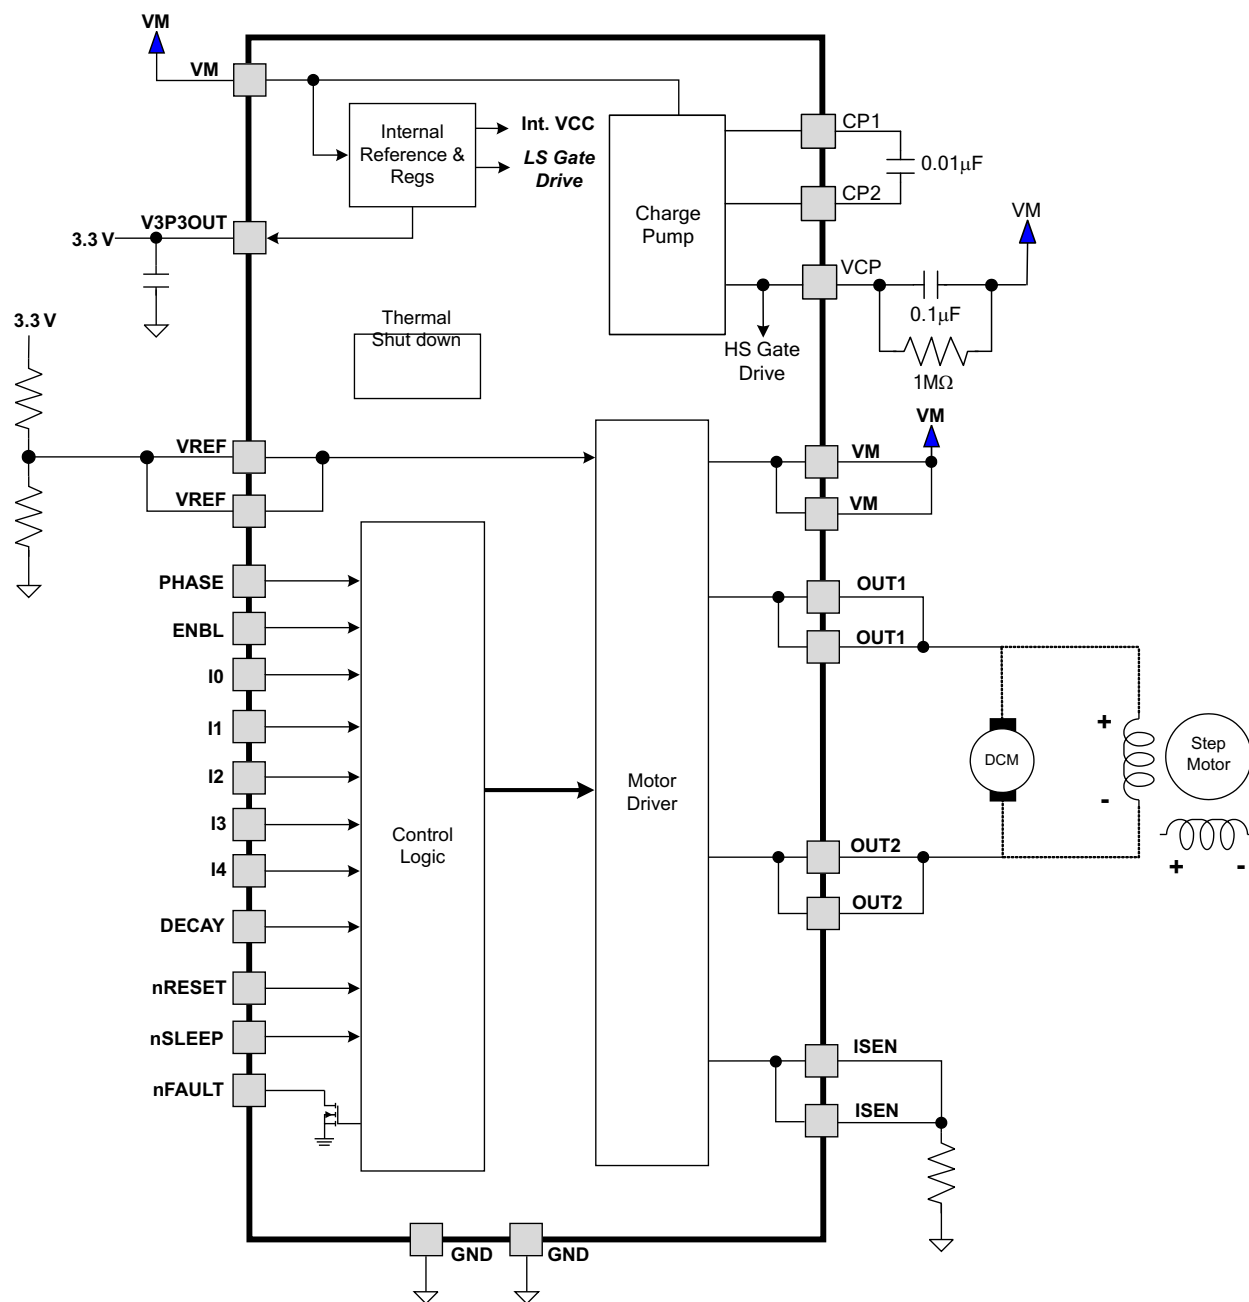 VM
VM
Internal
Reference &
Regs
Int. VCC
LS Gate
Drive
CP1
0.01µF
CP2
Charge
Pump
V3P3OUT
3.3 V
VM
VCP
0.1µF
HS Gate
Drive
1MΩ
3.3 V
Thermal
Shut down
VREF
VREF
VM
VM
VM
PHASE
ENBL
I0
I1
I2
I3
I4
DECAY
nRESET
nSLEEP
nFAULT
Control
Logic
Motor
Driver
OUT1
OUT1
+
DCM
-
Step
Motor
+ -
OUT2
OUT2
ISEN
ISEN
GND
GND